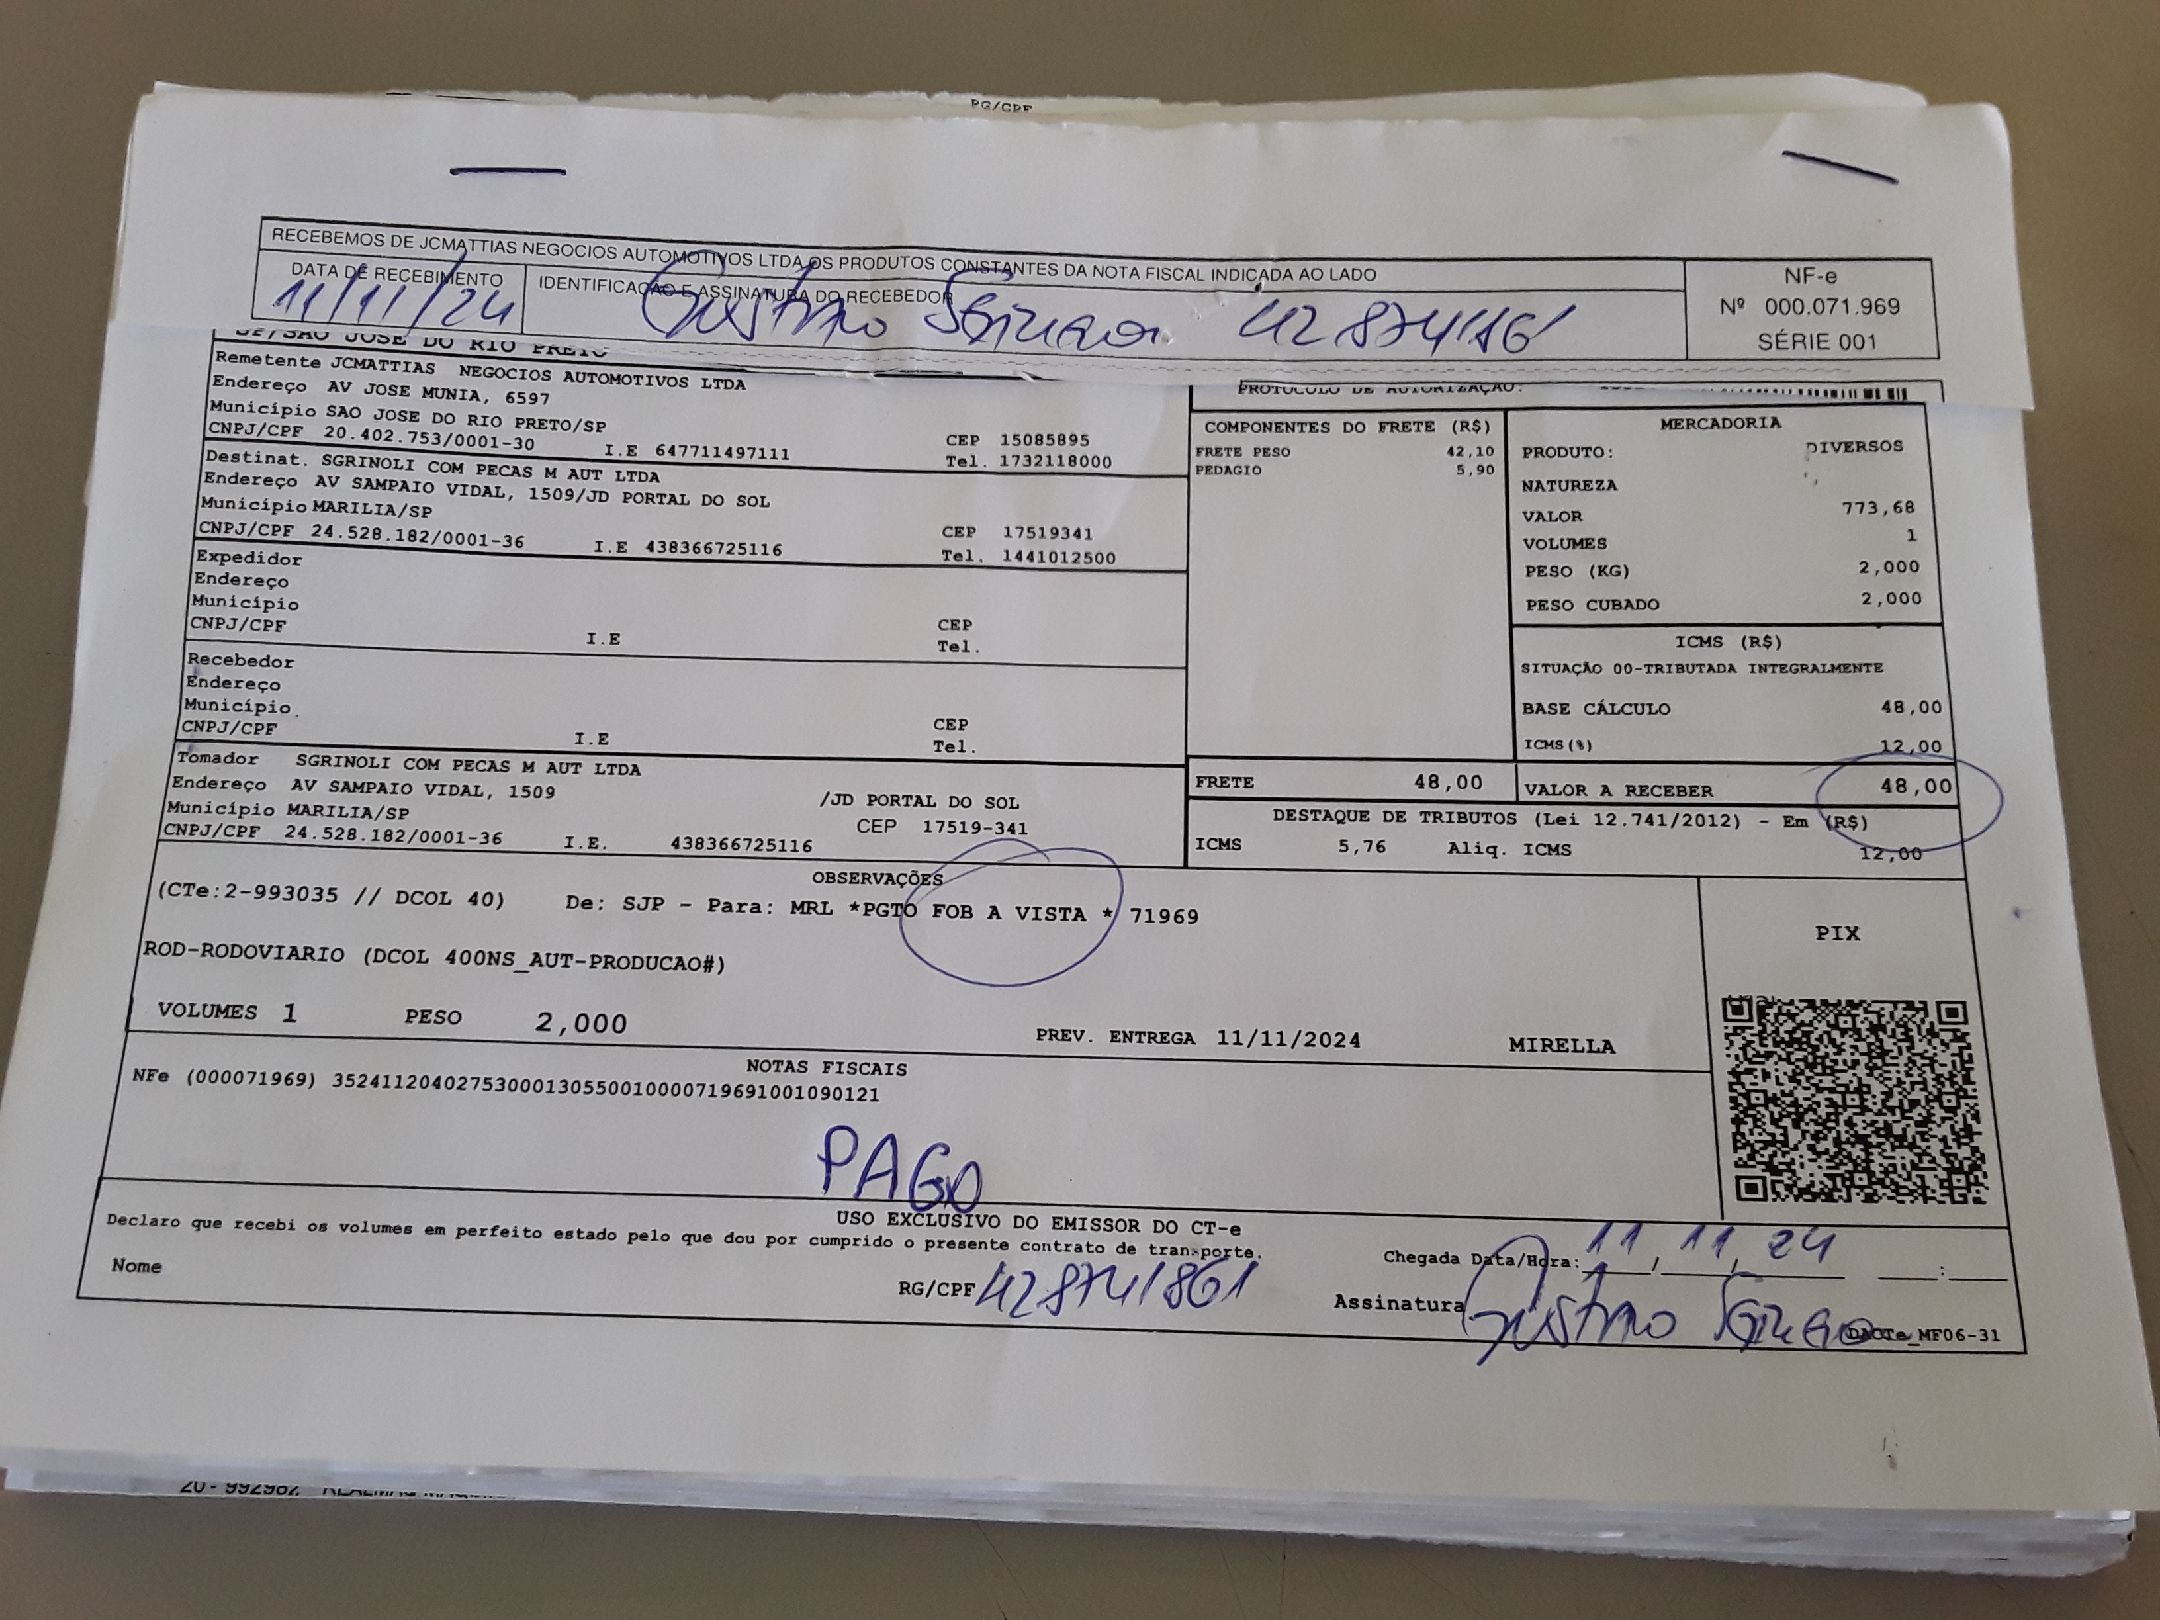 PG/CPF
RECEBEMOS DE JCMATTIAS NEGOCIOS AUTOMOTIVOS LTDA OS PRODUTOS CONSTANTES DA NOTA FISCAL INDICADA AO LADO
DATA DE RECEBIMENTO
11/11/24
IDENTIFICAÇÃO E ASSINATURA DO RECEBEDOR
Gustavo
NF-e
Nº 000.071.969
SÉRIE 001
SP/SAO JOSE DO RIO PRETO
Remetente JCMATTIAS NEGOCIOS AUTOMOTIVOS LTDA
Endereço AV JOSE MUNIA, 6597
Município SAO JOSE DO RIO PRETO/SP
CEP 15085895
CNPJ/CPF 20.402.753/0001-30 I.E 647711497111 Tel. 1732118000
Destinat. SGRINOLI COM PECAS M AUT LTDA
Endereço AV SAMPAIO VIDAL, 1509/JD PORTAL DO SOL
Município MARILIA/SP CEP 17519341
CNPJ/CPF 24.528.182/0001-36 I.E 438366725116 Tel. 1441012500
Expedidor
Endereço
Município CEP
CNPJ/CPF I.E Tel.
Recebedor
Endereço
Município CEP
CNPJ/CPF I.E Tel.
Tomador SGRINOLI COM PECAS M AUT LTDA
Endereço AV SAMPAIO VIDAL, 1509 /JD PORTAL DO SOL
Município MARILIA/SP CEP 17519-341
CNPJ/CPF 24.528.182/0001-36 I.E. 438366725116
PROTOCOLO DE AUTORIZAÇÃO:
COMPONENTES DO FRETE (R$)
FRETE PESO 42,10
PEDAGIO 5,90
MERCADORIA
PRODUTO: DIVERSOS
NATUREZA
VALOR 773,68
VOLUMES 1
PESO (KG) 2,000
PESO CUBADO 2,000
ICMS (R$)
SITUAÇÃO 00-TRIBUTADA INTEGRALMENTE
BASE CÁLCULO 48,00
ICMS(%) 12,00
FRETE 48,00 VALOR A RECEBER 48,00
DESTAQUE DE TRIBUTOS (Lei 12.741/2012) - Em (R$)
ICMS 5,76 Aliq. ICMS 12,00
OBSERVAÇÕES
(CTe:2-993035 // DCOL 40) De: SJP - Para: MRL *PGTO FOB A VISTA * 71969
ROD-RODOVIARIO (DCOL 400NS_AUT-PRODUCAO#)
VOLUMES 1 PESO 2,000 PREV. ENTREGA 11/11/2024 MIRELLA
PIX
NOTAS FISCAIS
NFe (000071969) 35241120402753000130550010000719691001090121
PAGO
USO EXCLUSIVO DO EMISSOR DO CT-e
Declaro que recebi os volumes em perfeito estado pelo que dou por cumprido o presente contrato de transporte.
Nome
RG/CPF 428741861
Chegada Data/Hora: 11/11/24 :
Assinatura Gustavo
DACTe_MF06-31
20-992982